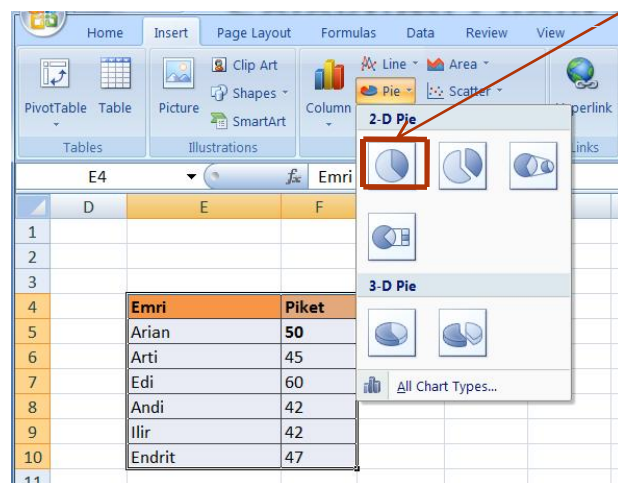 Home Insert Page Layout Formulas Data Review View
PivotTable Table Picture Clip Art Shapes SmartArt Column Line Area Pie Scatter perlink
Tables Illustrations Links
E4 fx Emri
D E F
1
2
3
4 Emri Piket
5 Arian 50
6 Arti 45
7 Edi 60
8 Andi 42
9 Ilir 42
10 Endrit 47
11
2-D Pie
3-D Pie
All Chart Types...